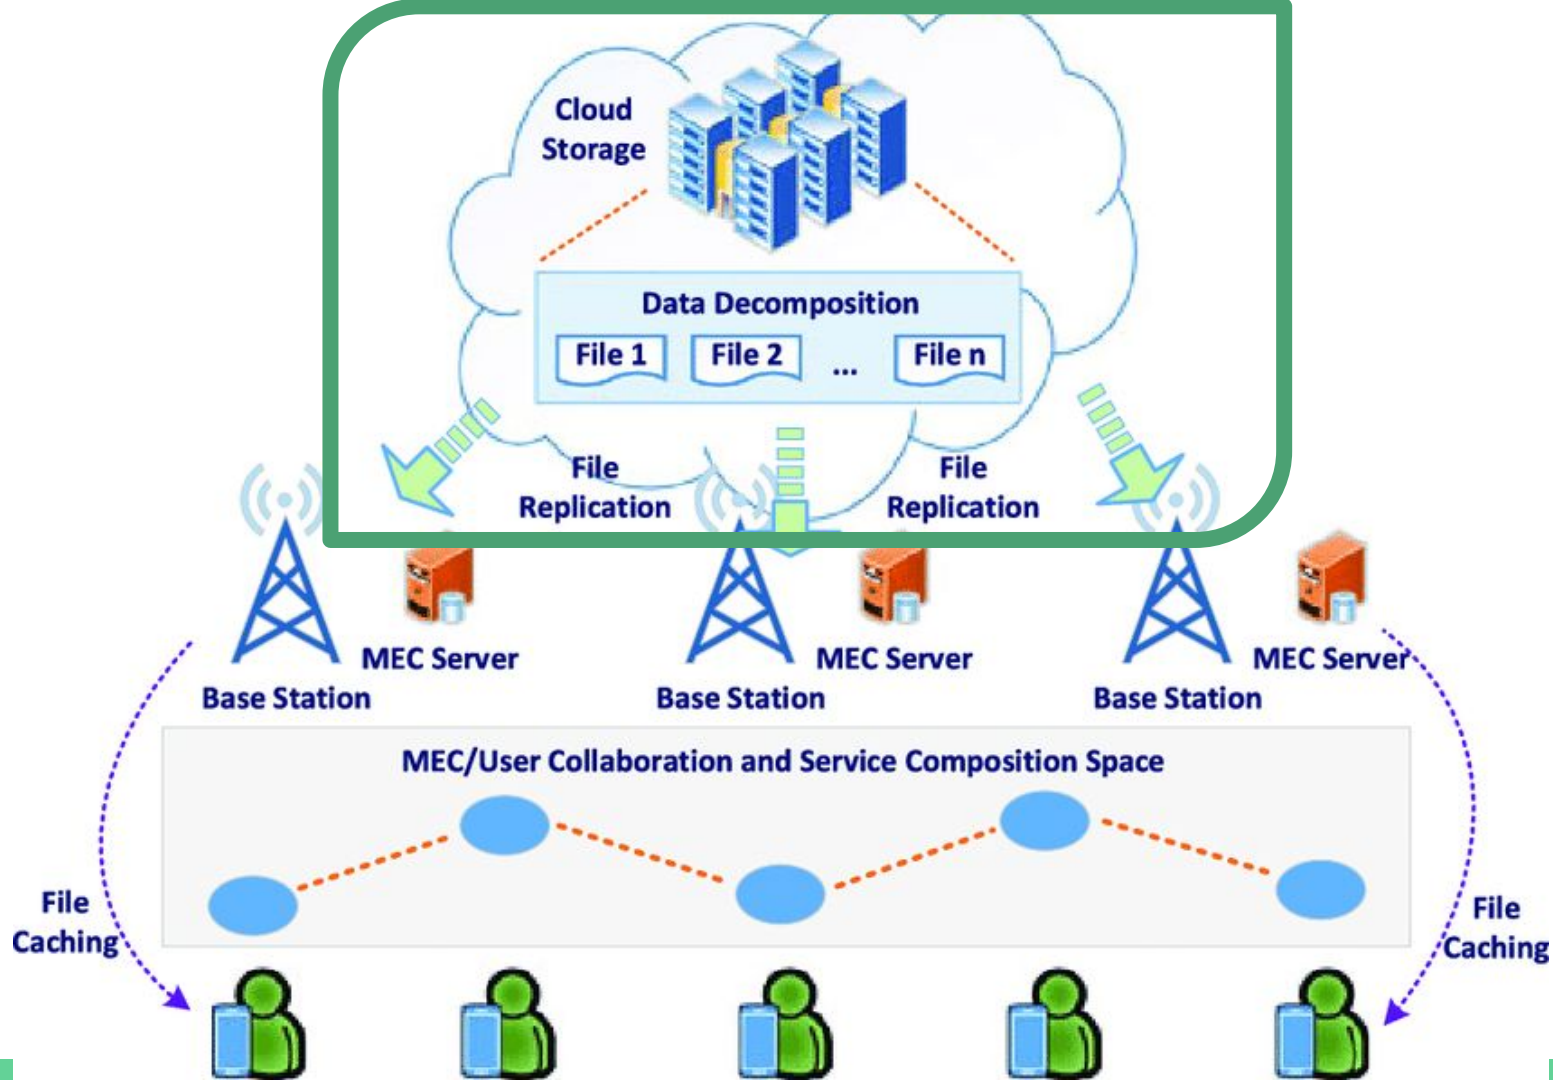 Cloud
Storage
Data Decomposition
File 1
File 2
...
File n
File
Replication
File
Replication
MEC Server
MEC Server
MEC Server
Base Station
Base Station
Base Station
MEC/User Collaboration and Service Composition Space
File
Caching
File
Caching